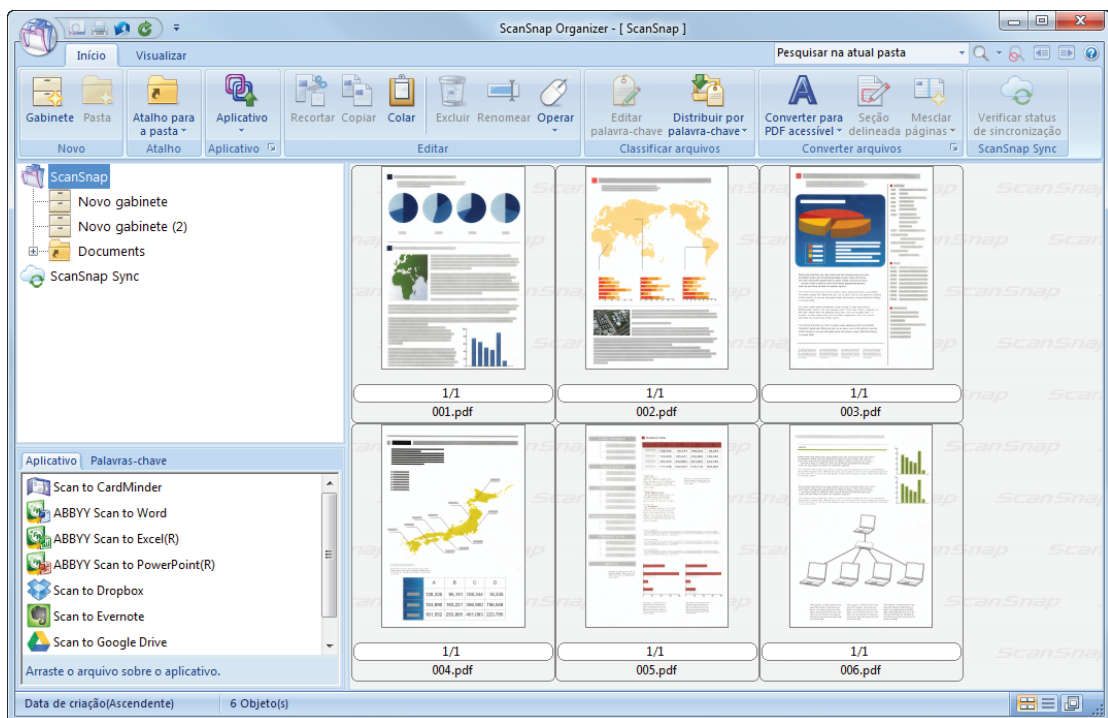 ScanSnap Organizer - [ ScanSnap ]
Início Visualizar
Pesquisar na atual pasta
Gabinete Pasta Atalho para a pasta Aplicativo Recortar Copiar Colar Excluir Renomear Operar Editar palavra-chave Distribuir por palavra-chave Converter para PDF acessível Seção delineada Mesclar páginas Verificar status de sincronização
Novo Atalho Aplicativo Editar Classificar arquivos Converter arquivos ScanSnap Sync
ScanSnap
Novo gabinete
Novo gabinete (2)
Documents
ScanSnap Sync
1/1 1/1 1/1
001.pdf 002.pdf 003.pdf
A B C D
1/1 1/1 1/1
004.pdf 005.pdf 006.pdf
Aplicativo Palavras-chave
Scan to CardMinder
ABBYY Scan to Word
ABBYY Scan to Excel(R)
ABBYY Scan to PowerPoint(R)
Scan to Dropbox
Scan to Evernote
Scan to Google Drive
Arraste o arquivo sobre o aplicativo.
Data de criação(Ascendente) 6 Objeto(s)